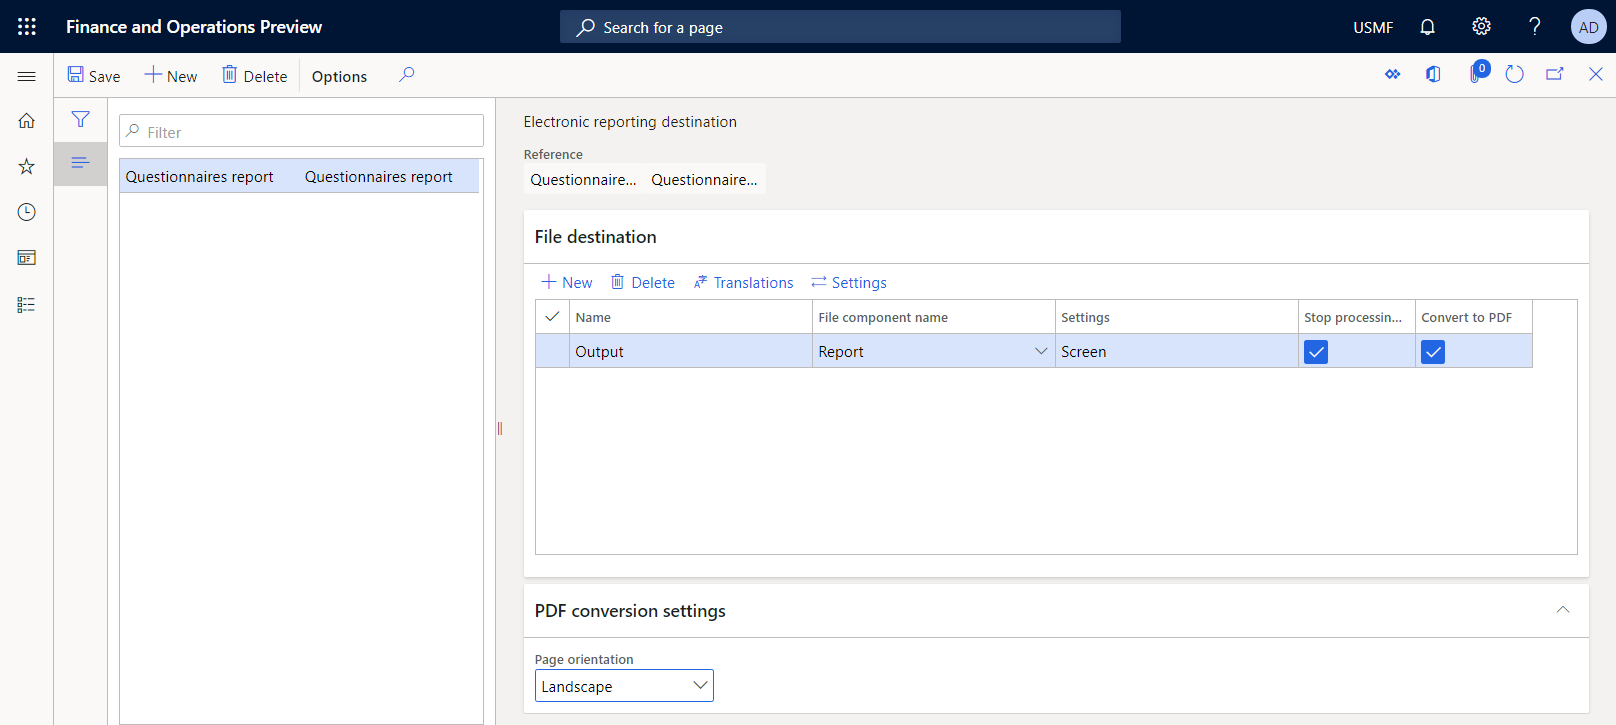 Finance and Operations Preview
Search for a page
USMF
?
AD
Save
New
Delete
Options
0
Filter
Questionnaires report Questionnaires report
Electronic reporting destination
Reference
Questionnaire... Questionnaire...
File destination
New
Delete
Translations
Settings
Name File component name Settings Stop processin... Convert to PDF
Output Report Screen
PDF conversion settings
Page orientation
Landscape